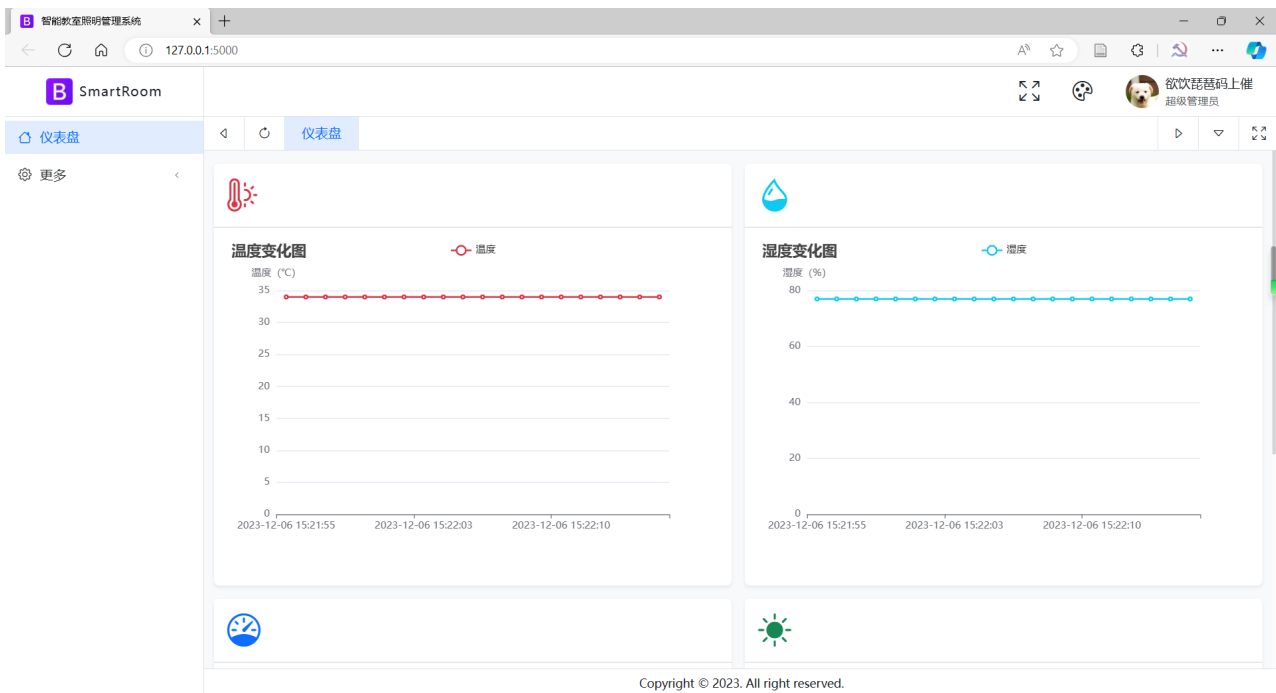 智能教室照明管理系统
127.0.0.1:5000
SmartRoom
欲饮琵琶码上催
超级管理员
仪表盘
仪表盘
更多
温度变化图
温度
温度 (℃)
35
30
25
20
15
10
5
0
2023-12-06 15:21:55 2023-12-06 15:22:03 2023-12-06 15:22:10
湿度变化图
湿度
湿度 (%)
80
60
40
20
0
2023-12-06 15:21:55 2023-12-06 15:22:03 2023-12-06 15:22:10
Copyright © 2023. All right reserved.